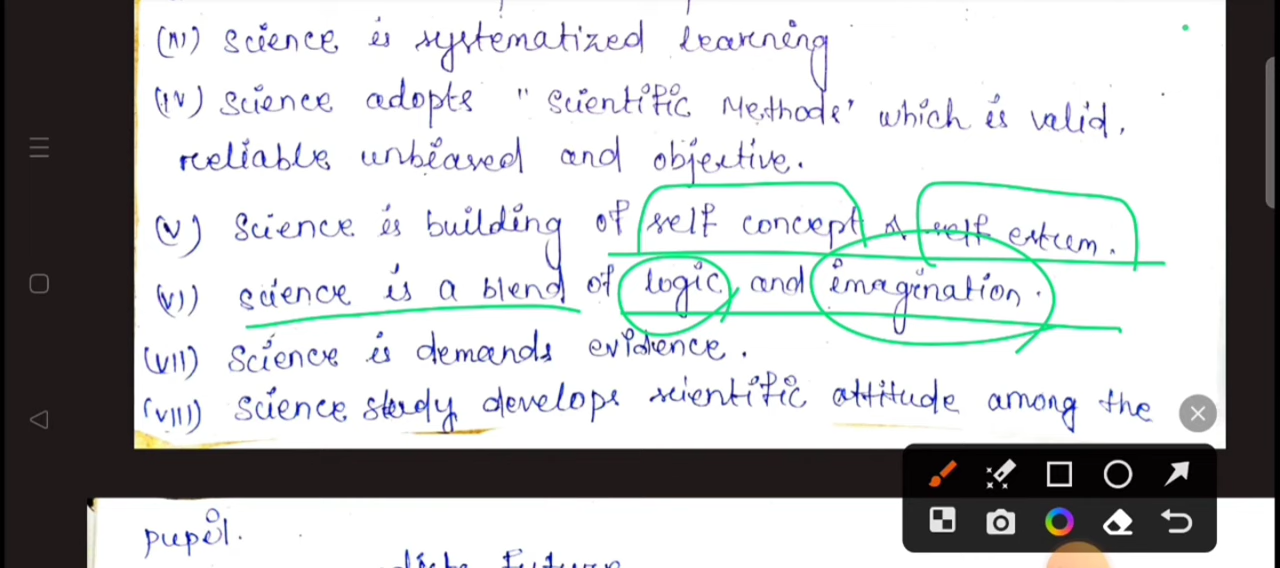 (III) Science is systematized learning
(IV) Science adopts "Scientific Methods' which is valid,
reliable unbiased and objective.
(V) Science is building of self concept & self esteem.
(VI) science is a blend of logic, and imagination.
(VII) Science is demands evidence.
(VIII) science study develops scientific attitude among the
pupil.
future